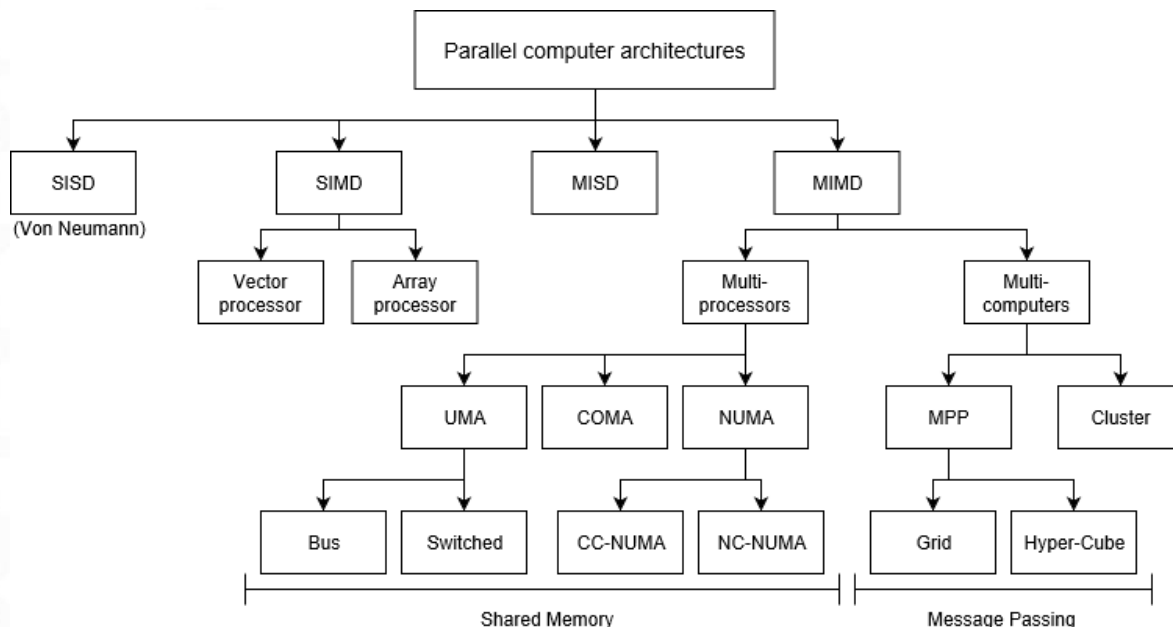 Parallel computer architectures
SISD
SIMD
MISD
MIMD
(Von Neumann)
Vector
processor
Array
processor
Multi-
processors
Multi-
computers
UMA
COMA
NUMA
MPP
Cluster
Bus
Switched
CC-NUMA
NC-NUMA
Grid
Hyper-Cube
Shared Memory
Message Passing